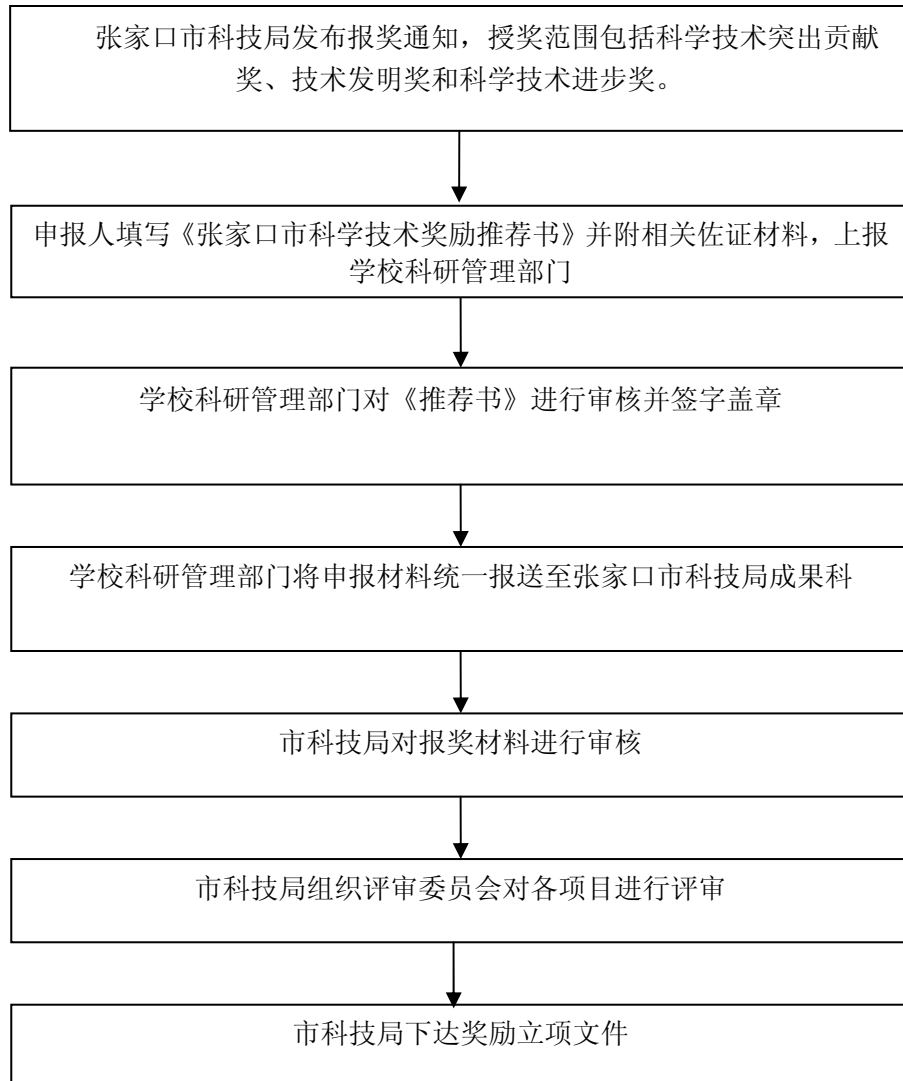 张家口市科技局发布报奖通知，授奖范围包括科学技术突出贡献
奖、技术发明奖和科学技术进步奖。
申报人填写《张家口市科学技术奖励推荐书》并附相关佐证材料，上报
学校科研管理部门
学校科研管理部门对《推荐书》进行审核并签字盖章
学校科研管理部门将申报材料统一报送至张家口市科技局成果科
市科技局对报奖材料进行审核
市科技局组织评审委员会对各项目进行评审
市科技局下达奖励立项文件